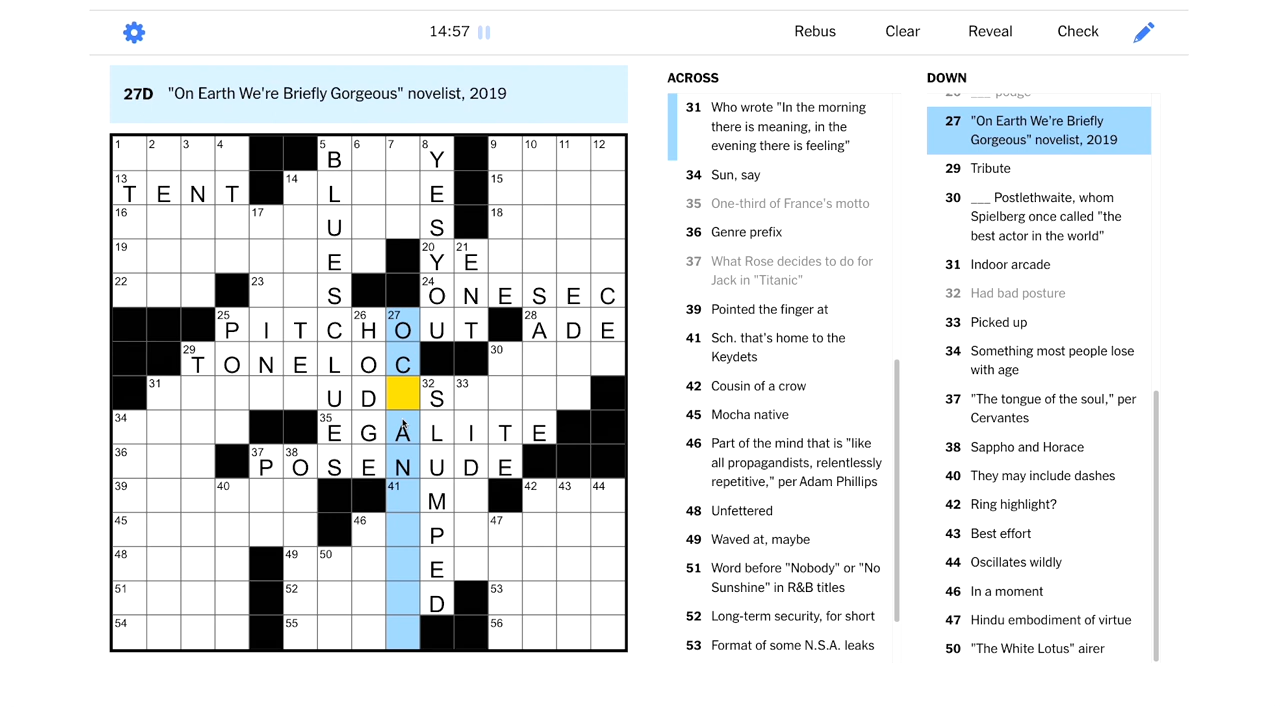 14:57
Rebus
Clear
Reveal
Check
27D "On Earth We're Briefly Gorgeous" novelist, 2019
1 2 3 4 5 B 6 7 8 Y 9 10 11 12
13 T E N T 14 L E 15
16 17 U S 18
19 E 20 Y 21 E
22 23 S 24 O N E S E C
25 P I T C 26 H 27 O U T 28 A D E
29 T O N E L O C 30
31 U D 32 S 33
34 35 E G A L I T E
36 37 P 38 O S E N U D E
39 40 41 M 42 43 44
45 46 P 47
48 49 50 E
51 52 D 53
54 55 56
ACROSS
31 Who wrote "In the morning
there is meaning, in the
evening there is feeling"
34 Sun, say
35 One-third of France's motto
36 Genre prefix
37 What Rose decides to do for
Jack in "Titanic"
39 Pointed the finger at
41 Sch. that's home to the
Keydets
42 Cousin of a crow
45 Mocha native
46 Part of the mind that is "like
all propagandists, relentlessly
repetitive," per Adam Phillips
48 Unfettered
49 Waved at, maybe
51 Word before "Nobody" or "No
Sunshine" in R&B titles
52 Long-term security, for short
53 Format of some N.S.A. leaks
DOWN
27 "On Earth We're Briefly
Gorgeous" novelist, 2019
29 Tribute
30 ___ Postlethwaite, whom
Spielberg once called "the
best actor in the world"
31 Indoor arcade
32 Had bad posture
33 Picked up
34 Something most people lose
with age
37 "The tongue of the soul," per
Cervantes
38 Sappho and Horace
40 They may include dashes
42 Ring highlight?
43 Best effort
44 Oscillates wildly
46 In a moment
47 Hindu embodiment of virtue
50 "The White Lotus" airer